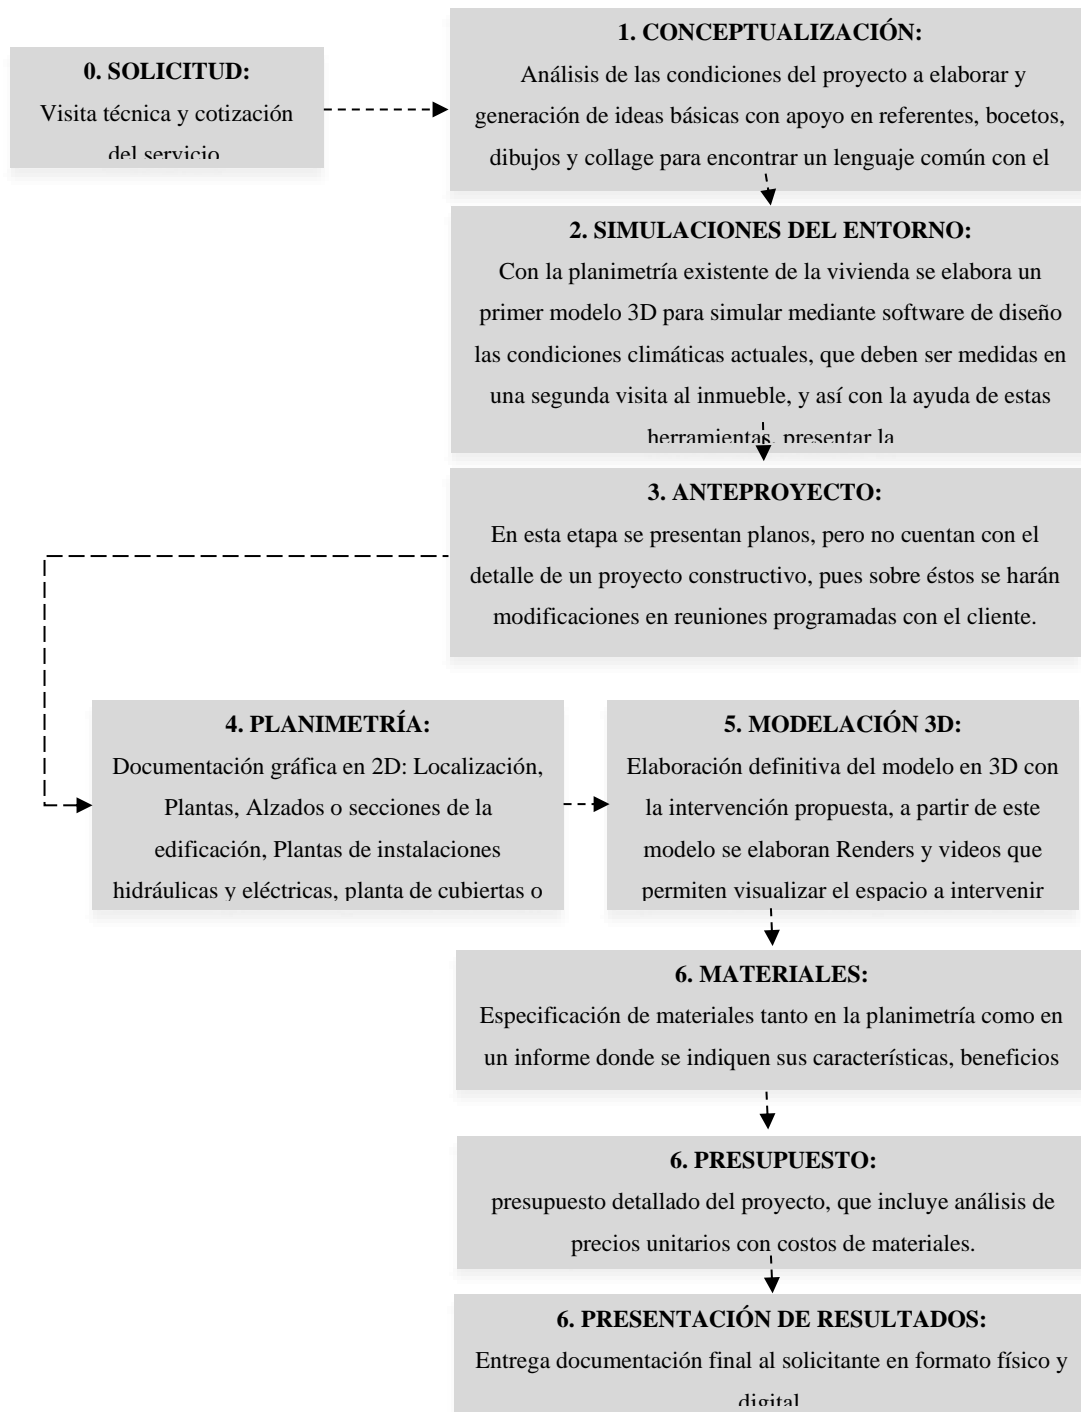 0. SOLICITUD:
Visita técnica y cotización
del servicio
1. CONCEPTUALIZACIÓN:
Análisis de las condiciones del proyecto a elaborar y
generación de ideas básicas con apoyo en referentes, bocetos,
dibujos y collage para encontrar un lenguaje común con el
2. SIMULACIONES DEL ENTORNO:
Con la planimetría existente de la vivienda se elabora un
primer modelo 3D para simular mediante software de diseño
las condiciones climáticas actuales, que deben ser medidas en
una segunda visita al inmueble, y así con la ayuda de estas
herramientas, presentar la
3. ANTEPROYECTO:
En esta etapa se presentan planos, pero no cuentan con el
detalle de un proyecto constructivo, pues sobre éstos se harán
modificaciones en reuniones programadas con el cliente.
4. PLANIMETRÍA:
Documentación gráfica en 2D: Localización,
Plantas, Alzados o secciones de la
edificación, Plantas de instalaciones
hidráulicas y eléctricas, planta de cubiertas o
5. MODELACIÓN 3D:
Elaboración definitiva del modelo en 3D con
la intervención propuesta, a partir de este
modelo se elaboran Renders y videos que
permiten visualizar el espacio a intervenir
6. MATERIALES:
Especificación de materiales tanto en la planimetría como en
un informe donde se indiquen sus características, beneficios
6. PRESUPUESTO:
presupuesto detallado del proyecto, que incluye análisis de
precios unitarios con costos de materiales.
6. PRESENTACIÓN DE RESULTADOS:
Entrega documentación final al solicitante en formato físico y
digital